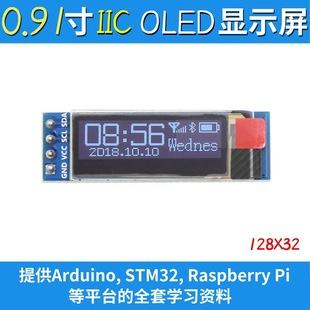 0.91寸IIC OLED显示屏
GND VCC SCL SDA
08:56
2018.10.10 Wednes
128X32
提供Arduino, STM32, Raspberry Pi
等平台的全套学习资料